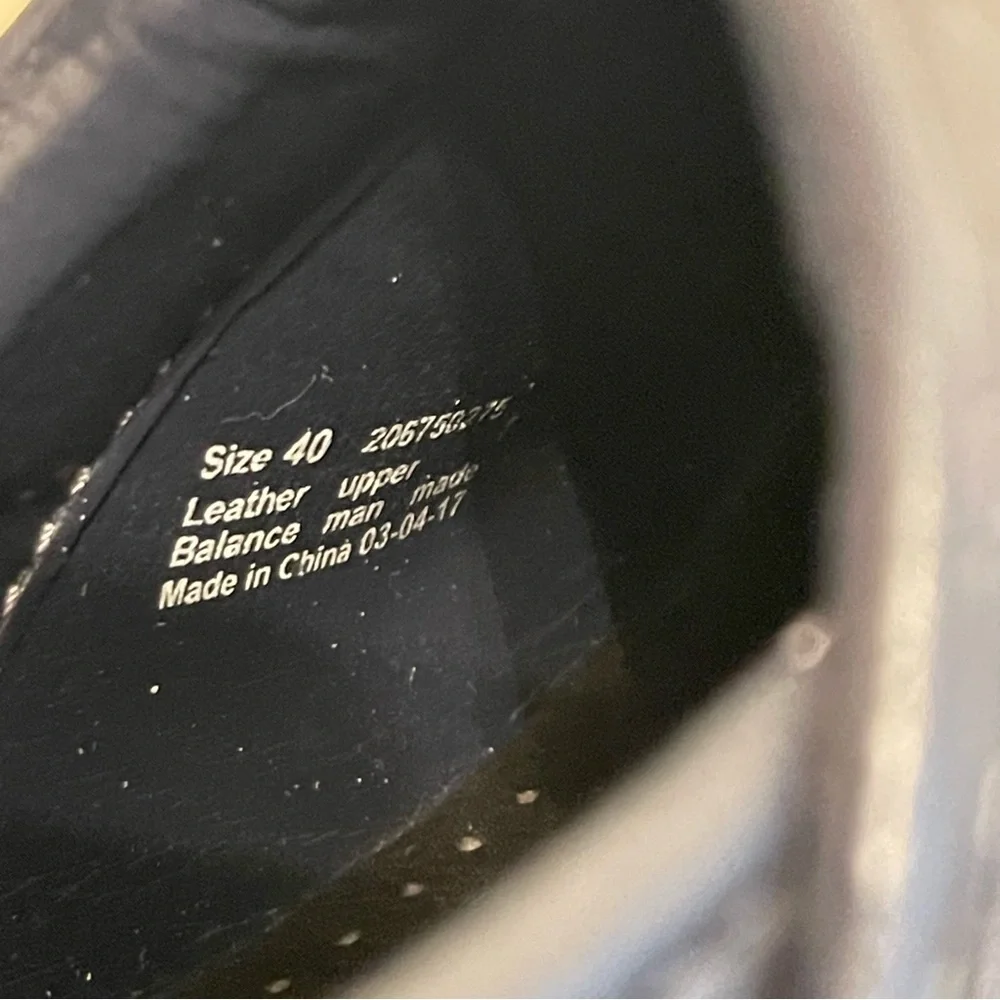 Size 40
Leather upper
Balance man made
Made in China 03-04-17